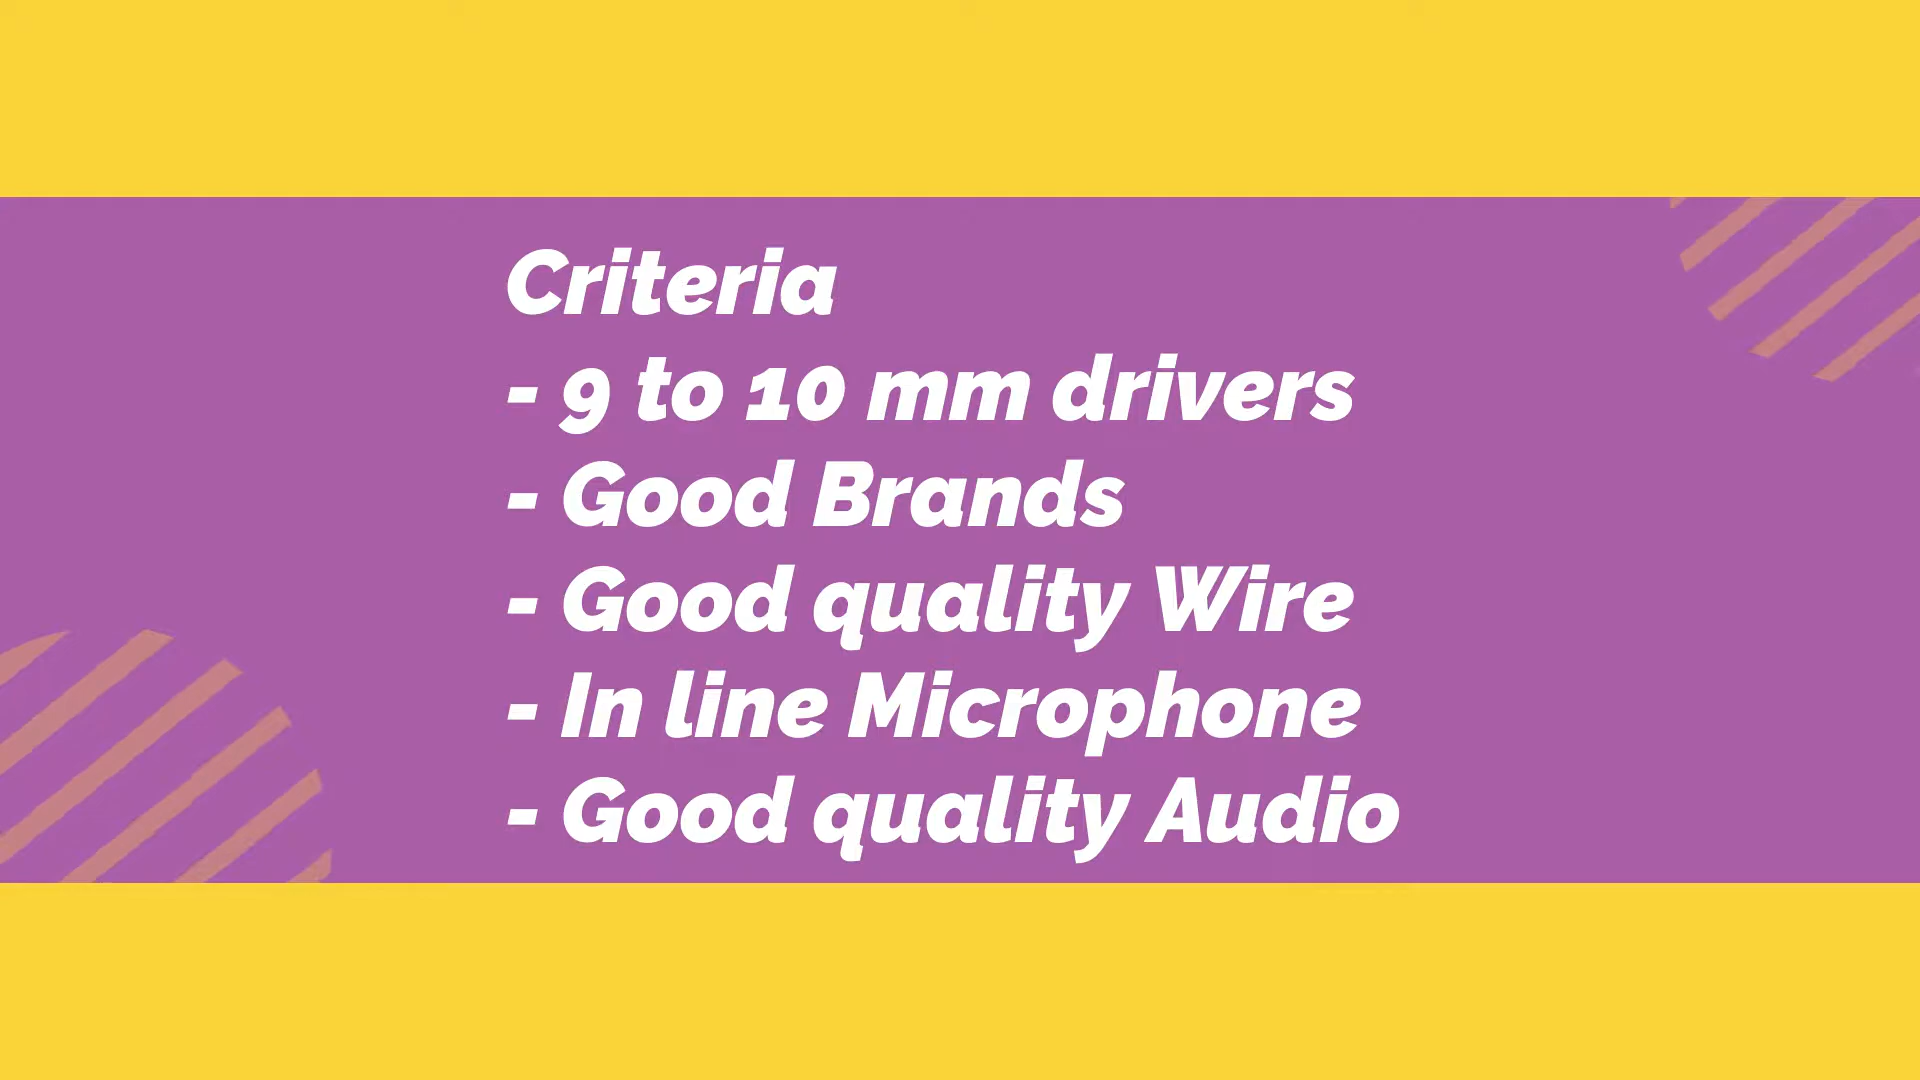 Criteria
- 9 to 10 mm drivers
- Good Brands
- Good quality Wire
- In line Microphone
- Good quality Audio